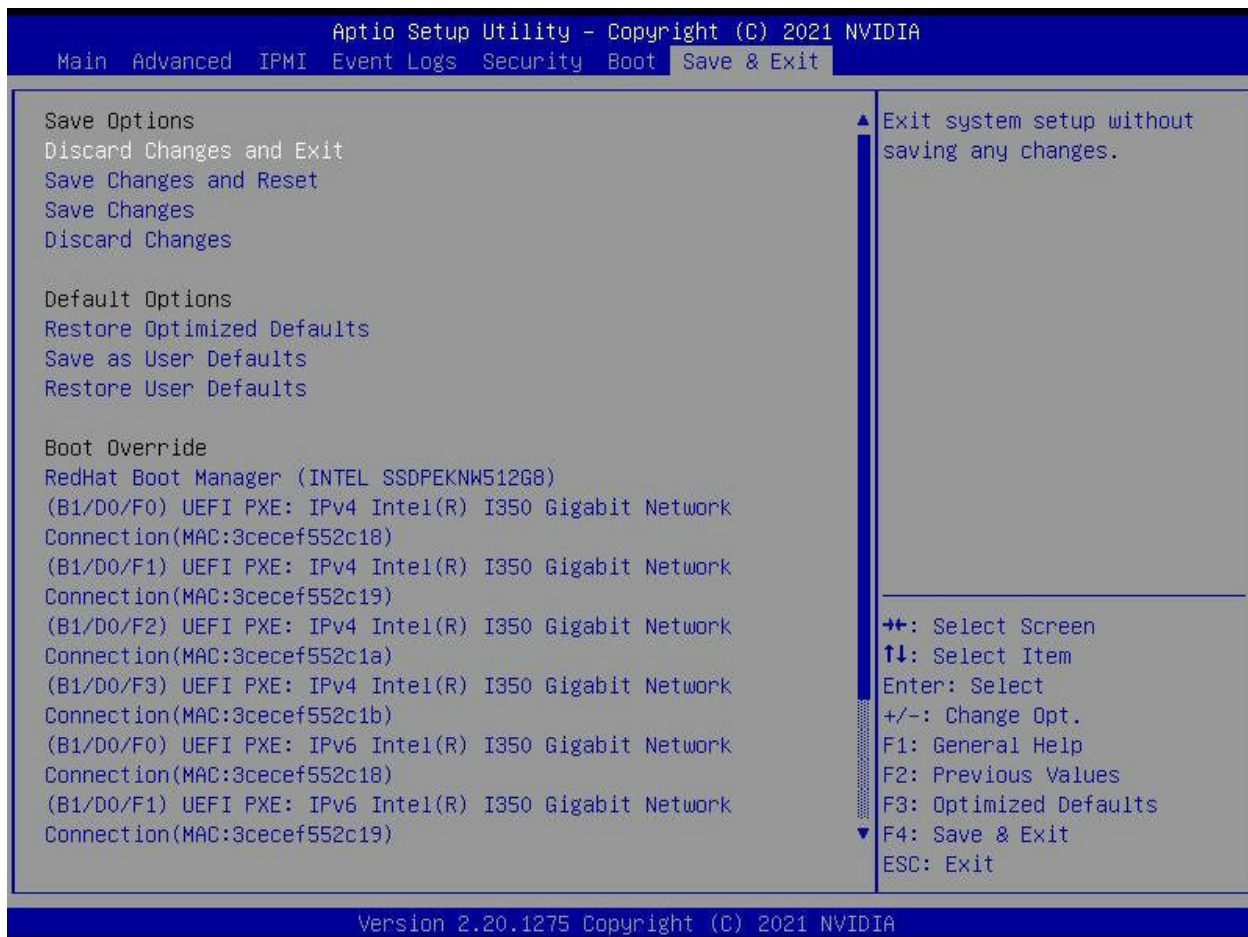 Aptio Setup Utility – Copyright (C) 2021 NVIDIA
Main Advanced IPMI Event Logs Security Boot Save & Exit
Save Options
Discard Changes and Exit
Save Changes and Reset
Save Changes
Discard Changes
Default Options
Restore Optimized Defaults
Save as User Defaults
Restore User Defaults
Boot Override
RedHat Boot Manager (INTEL SSDPEKNW512G8)
(B1/D0/F0) UEFI PXE: IPv4 Intel(R) I350 Gigabit Network
Connection(MAC:3cecef552c18)
(B1/D0/F1) UEFI PXE: IPv4 Intel(R) I350 Gigabit Network
Connection(MAC:3cecef552c19)
(B1/D0/F2) UEFI PXE: IPv4 Intel(R) I350 Gigabit Network
Connection(MAC:3cecef552c1a)
(B1/D0/F3) UEFI PXE: IPv4 Intel(R) I350 Gigabit Network
Connection(MAC:3cecef552c1b)
(B1/D0/F0) UEFI PXE: IPv6 Intel(R) I350 Gigabit Network
Connection(MAC:3cecef552c18)
(B1/D0/F1) UEFI PXE: IPv6 Intel(R) I350 Gigabit Network
Connection(MAC:3cecef552c19)
Exit system setup without
saving any changes.
→←: Select Screen
↑↓: Select Item
Enter: Select
+/-: Change Opt.
F1: General Help
F2: Previous Values
F3: Optimized Defaults
F4: Save & Exit
ESC: Exit
Version 2.20.1275 Copyright (C) 2021 NVIDIA